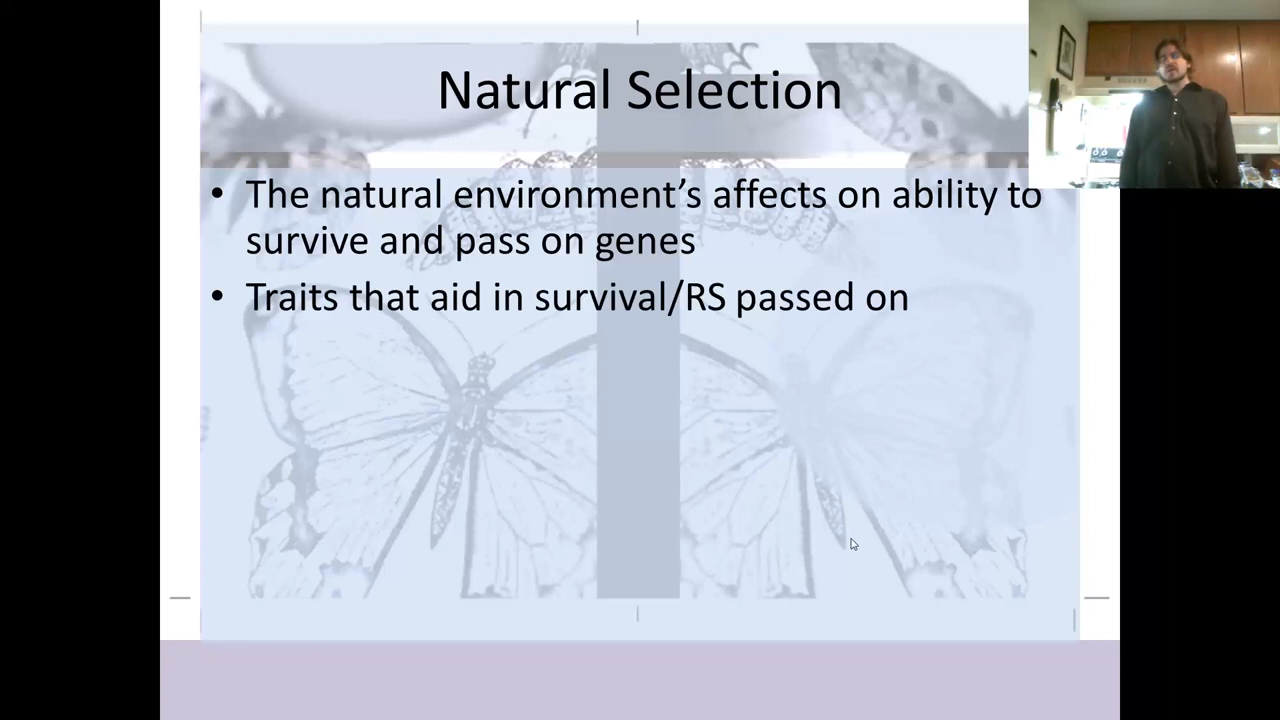 Natural Selection
• The natural environment’s affects on ability to
survive and pass on genes
• Traits that aid in survival/RS passed on